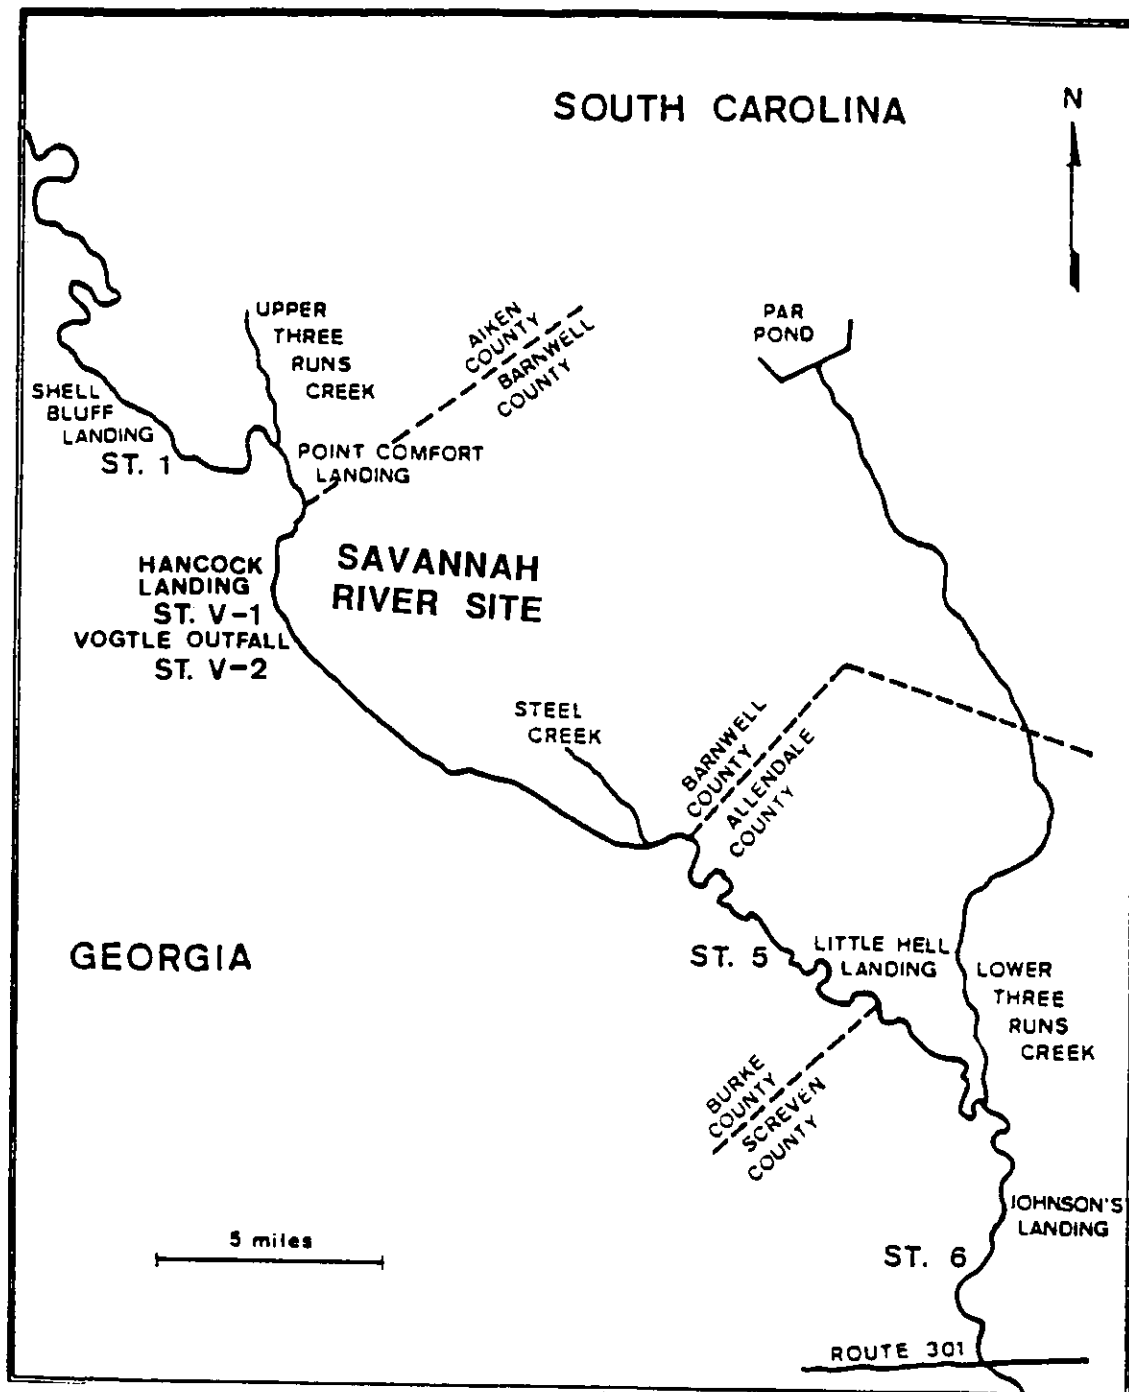 SOUTH CAROLINA
N
UPPER
THREE
RUNS
CREEK
AIKEN
COUNTY
BARNWELL
COUNTY
PAR
POND
SHELL
BLUFF
LANDING
ST. 1
POINT COMFORT
LANDING
HANCOCK
LANDING
ST. V-1
VOGTLE OUTFALL
ST. V-2
SAVANNAH
RIVER SITE
STEEL
CREEK
BARNWELL
COUNTY
ALLENDALE
COUNTY
GEORGIA
ST. 5
LITTLE HELL
LANDING
LOWER
THREE
RUNS
CREEK
BURKE
COUNTY
SCREVEN
COUNTY
JOHNSON'S
LANDING
5 miles
ST. 6
ROUTE 301